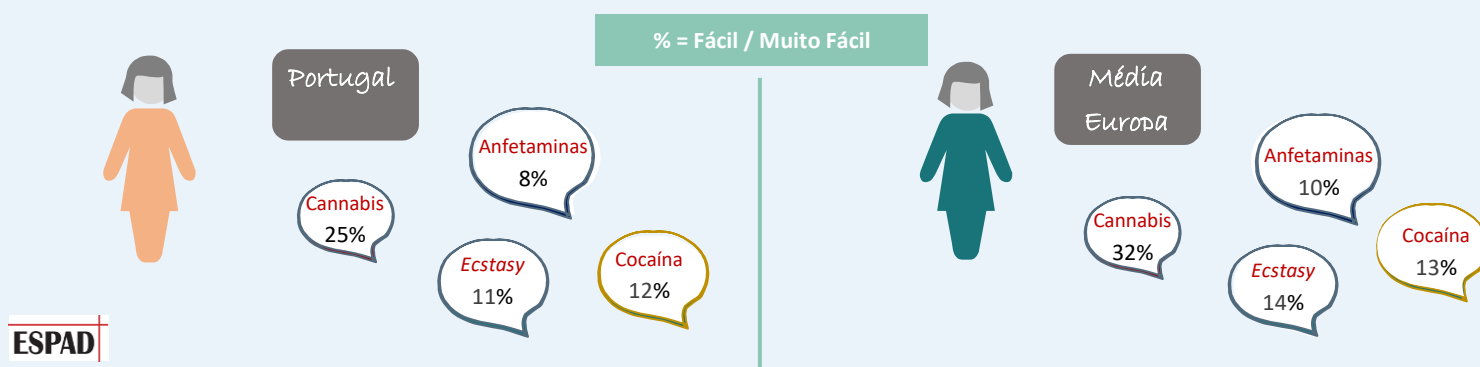 % = Fácil / Muito Fácil
Portugal
Anfetaminas
8%
Cannabis
25%
Ecstasy
11%
Cocaína
12%
ESPAD
Média
Europa
Anfetaminas
10%
Cannabis
32%
Ecstasy
14%
Cocaína
13%